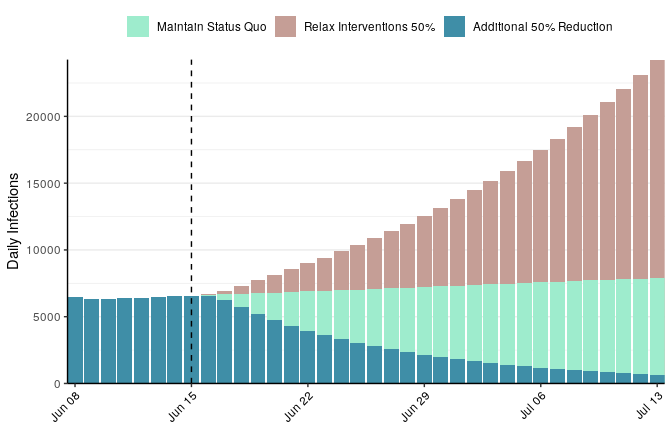 Maintain Status Quo Relax Interventions 50% Additional 50% Reduction
Daily Infections
20000
15000
10000
5000
0
Jun 08 Jun 15 Jun 22 Jun 29 Jul 06 Jul 13